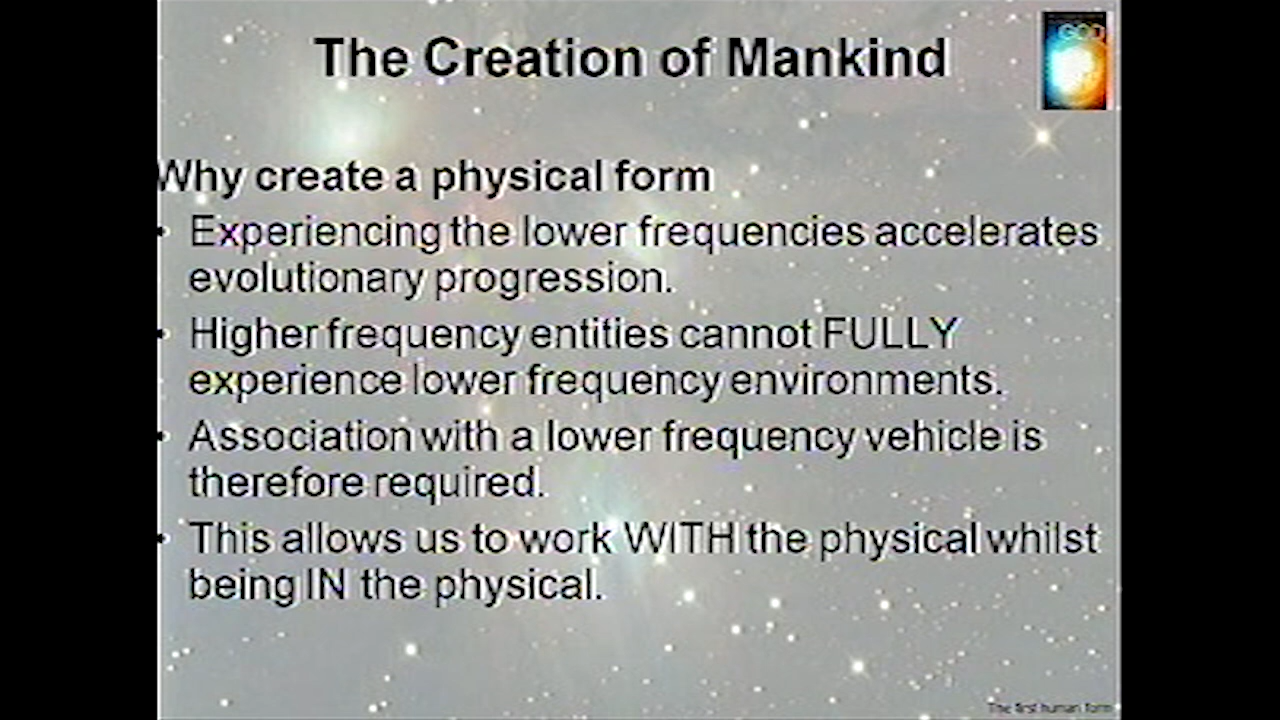 The Creation of Mankind
GOD
Why create a physical form
• Experiencing the lower frequencies accelerates
evolutionary progression.
• Higher frequency entities cannot FULLY
experience lower frequency environments.
• Association with a lower frequency vehicle is
therefore required.
• This allows us to work WITH the physical whilst
being IN the physical.
The first human form